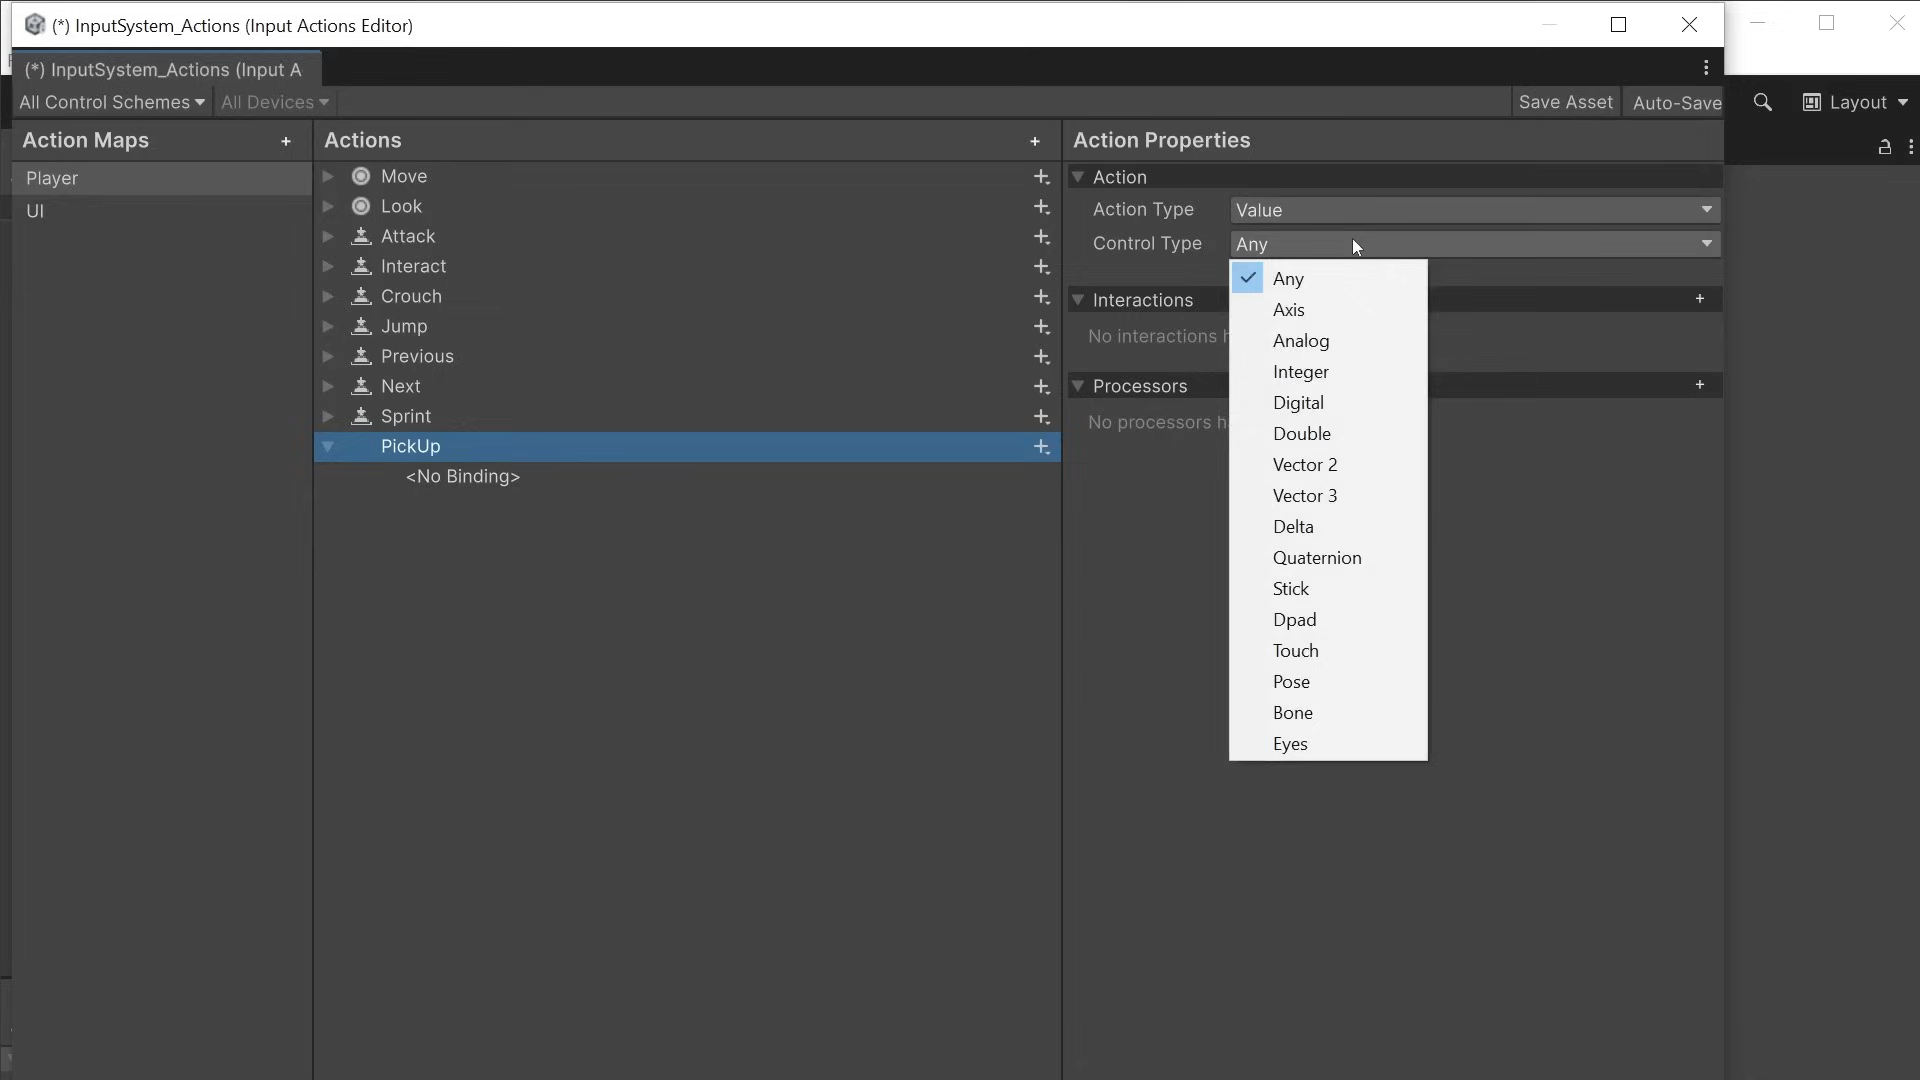 (*) InputSystem_Actions (Input Actions Editor)
(*) InputSystem_Actions (Input A
All Control Schemes
All Devices
Save Asset
Auto-Save
Layout
Action Maps
+
Actions
+
Action Properties
Player
UI
Move
Look
Attack
Interact
Crouch
Jump
Previous
Next
Sprint
PickUp
<No Binding>
Action
Action Type
Value
Control Type
Any
Interactions
+
No interactions h
Processors
+
No processors h
Any
Axis
Analog
Integer
Digital
Double
Vector 2
Vector 3
Delta
Quaternion
Stick
Dpad
Touch
Pose
Bone
Eyes